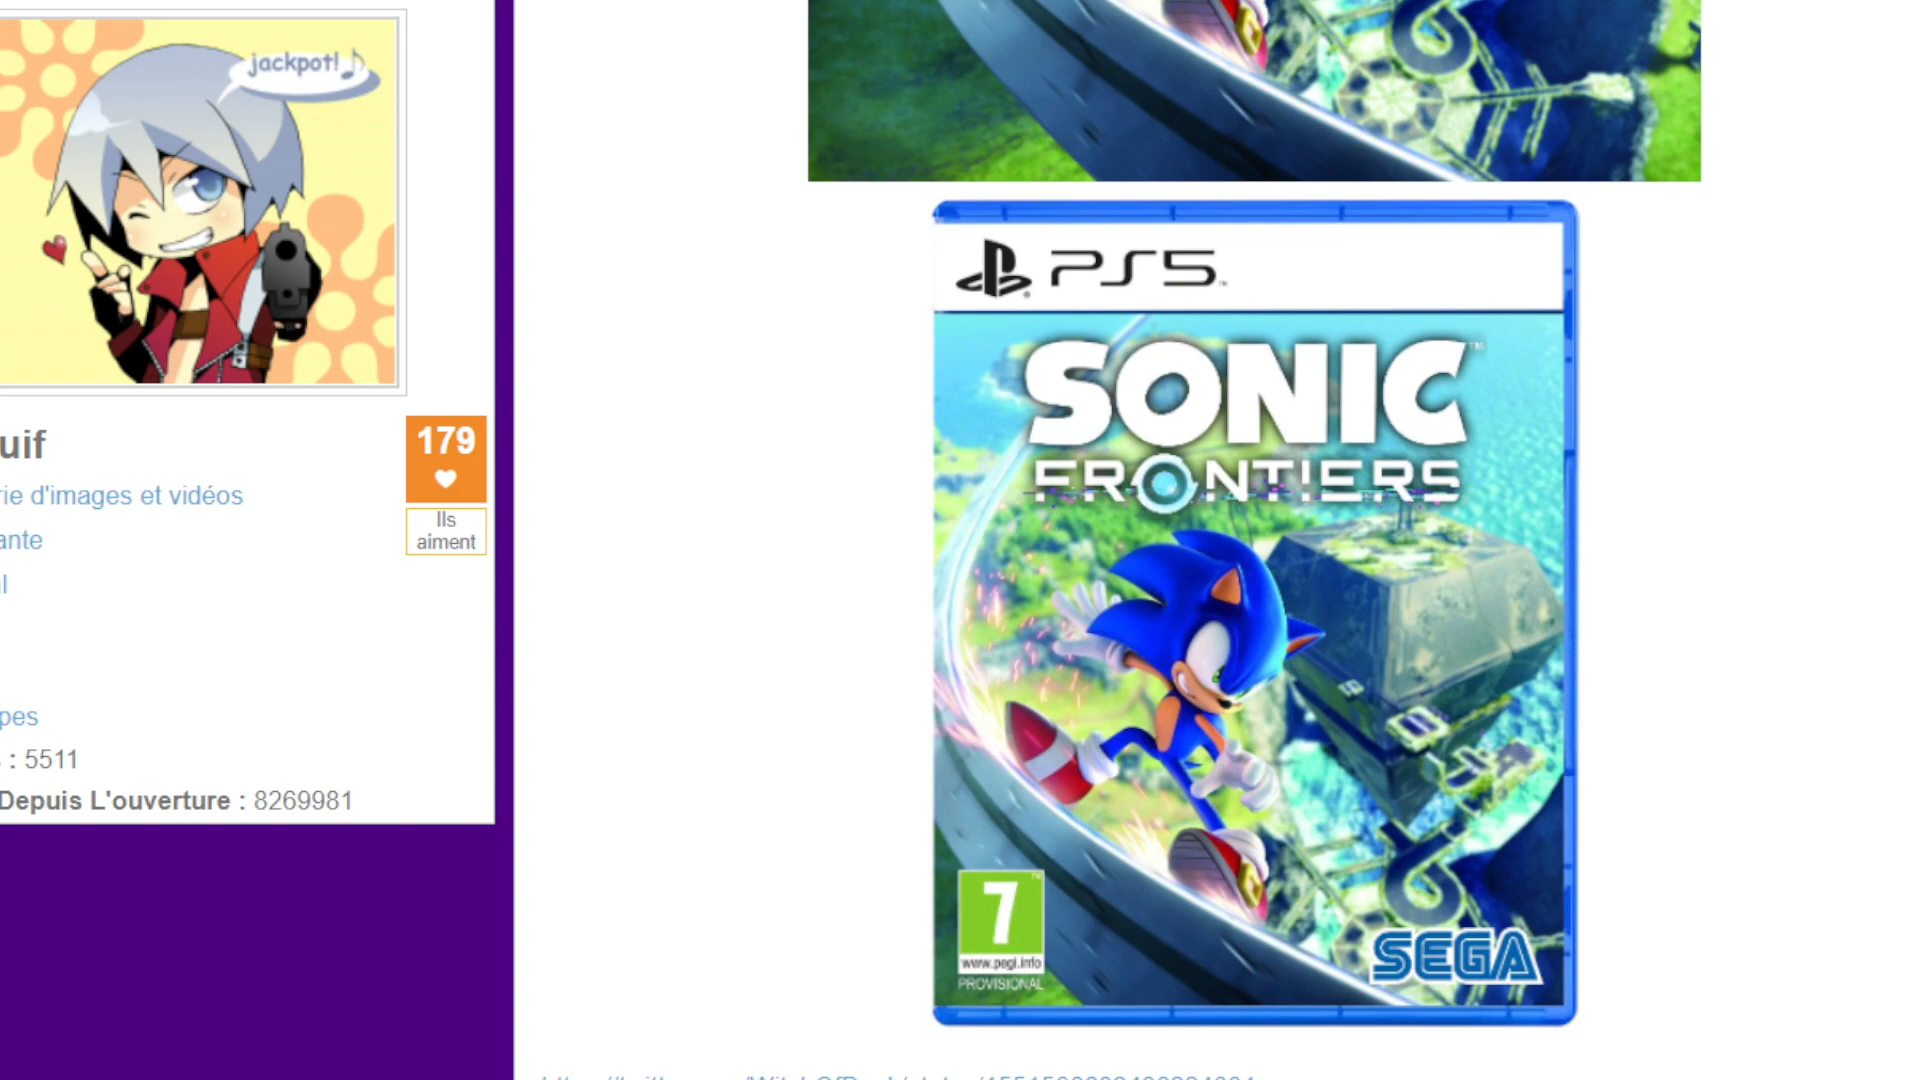 jackpot!
uif
rie d'images et vidéos
ante
l
pes
: 5511
Depuis L'ouverture : 8269981
179
Ils
aiment
PS5
SONIC
FRONTIERS
7
www.pegi.info
PROVISIONAL
SEGA